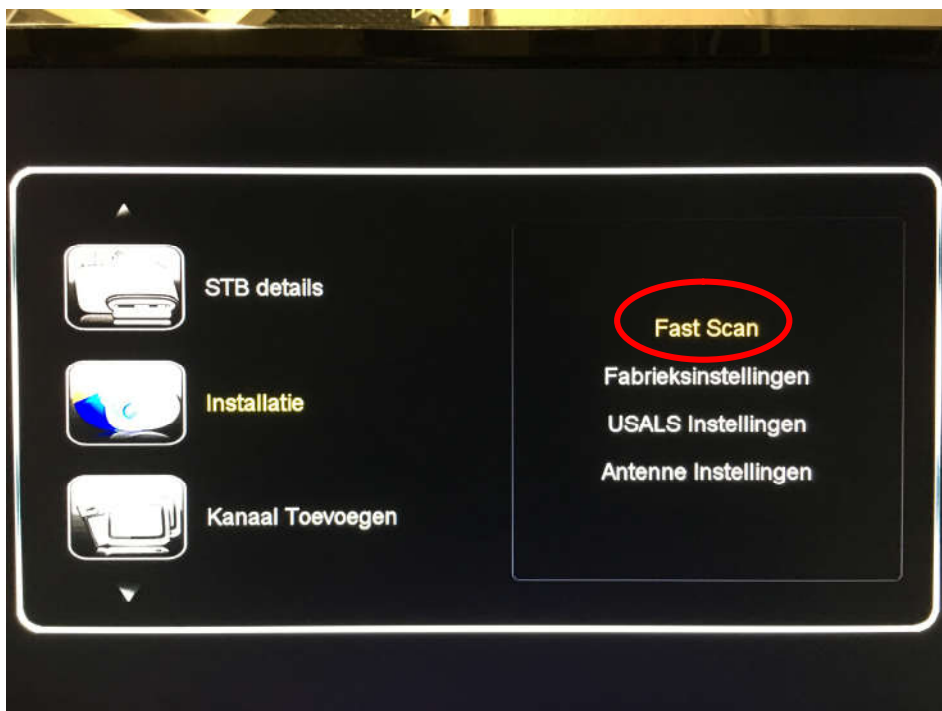 STB details
Installatie
Kanaal Toevoegen
Fast Scan
Fabrieksinstellingen
USALS Instellingen
Antenne Instellingen